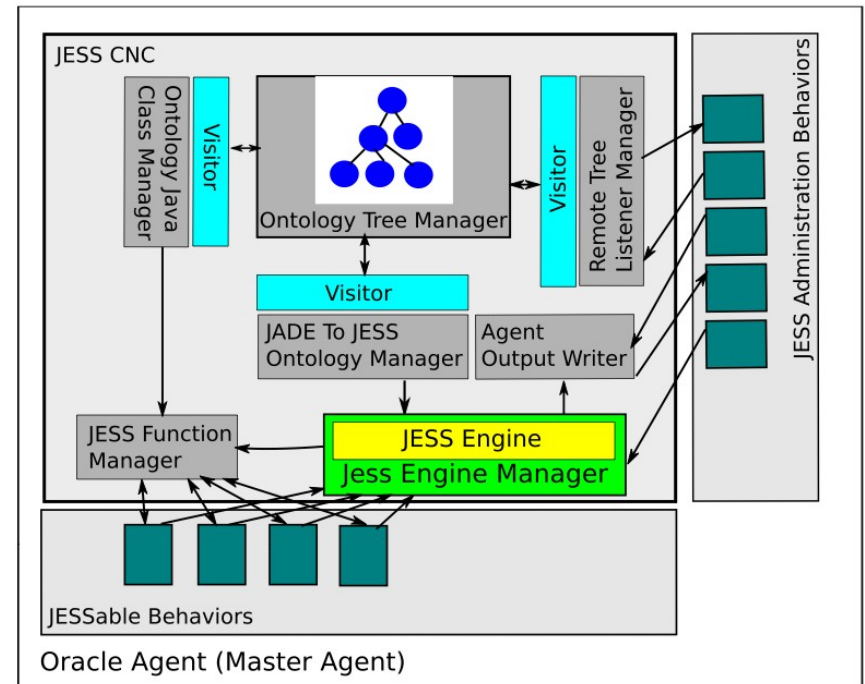 JESS CNC
Ontology Java
Class Manager
Visitor
Ontology Tree Manager
Visitor
Remote Tree
Listener Manager
JESS Administration Behaviors
Visitor
JADE To JESS
Ontology Manager
Agent
Output Writer
JESS Function
Manager
JESS Engine
Jess Engine Manager
JESSable Behaviors
Oracle Agent (Master Agent)